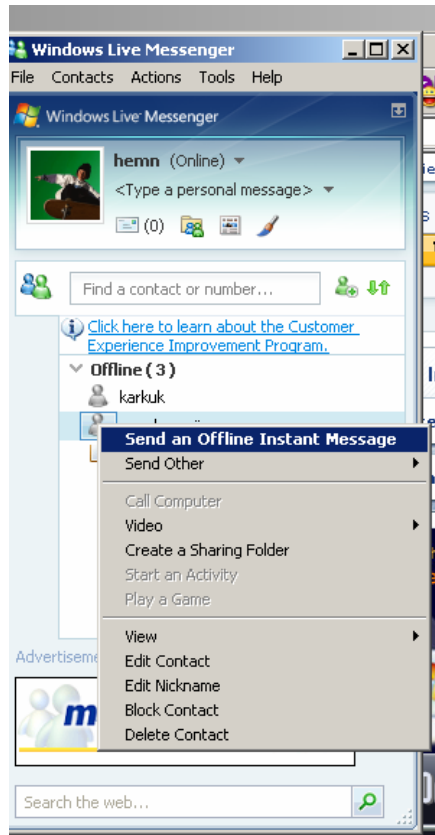 Windows Live Messenger
File Contacts Actions Tools Help
Windows Live Messenger
hemn (Online)
<Type a personal message>
(0)
Find a contact or number...
Click here to learn about the Customer
Experience Improvement Program.
Offline ( 3 )
karkuk
Send an Offline Instant Message
Send Other
Call Computer
Video
Create a Sharing Folder
Start an Activity
Play a Game
View
Edit Contact
Edit Nickname
Block Contact
Delete Contact
Search the web...